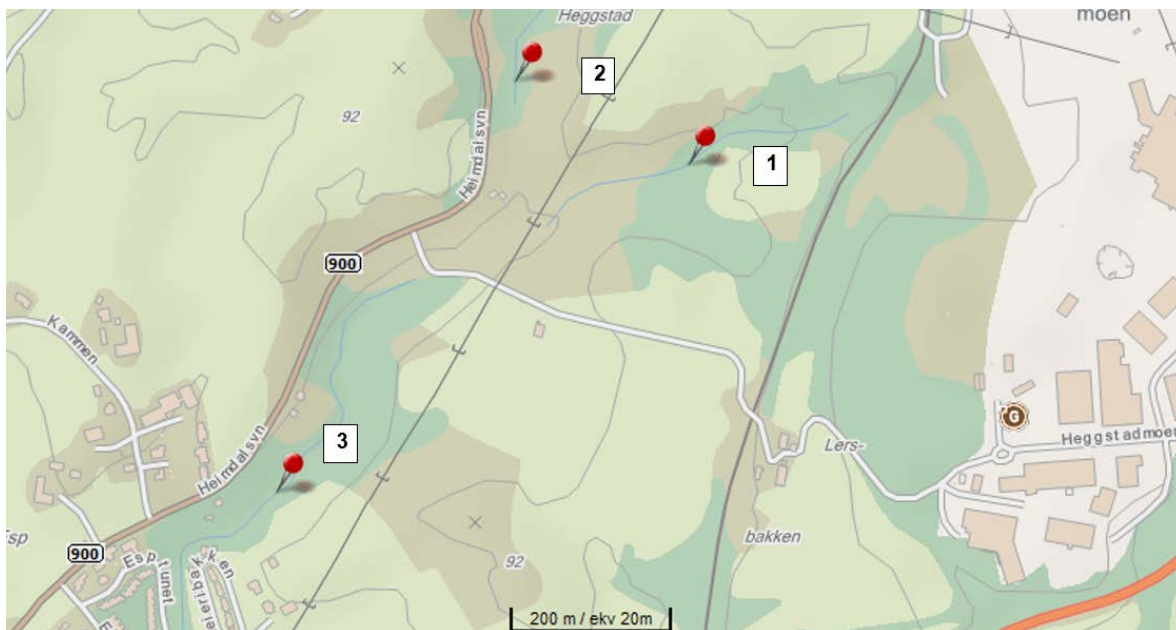 Heggstad
moen
2
92
Heimdalsvn
1
900
Kammen
3
G
Lers-
Heggstadmoen
Heimdalsvn
bakken
Esp
900
92
Esptunet
200 m / ekv 20m